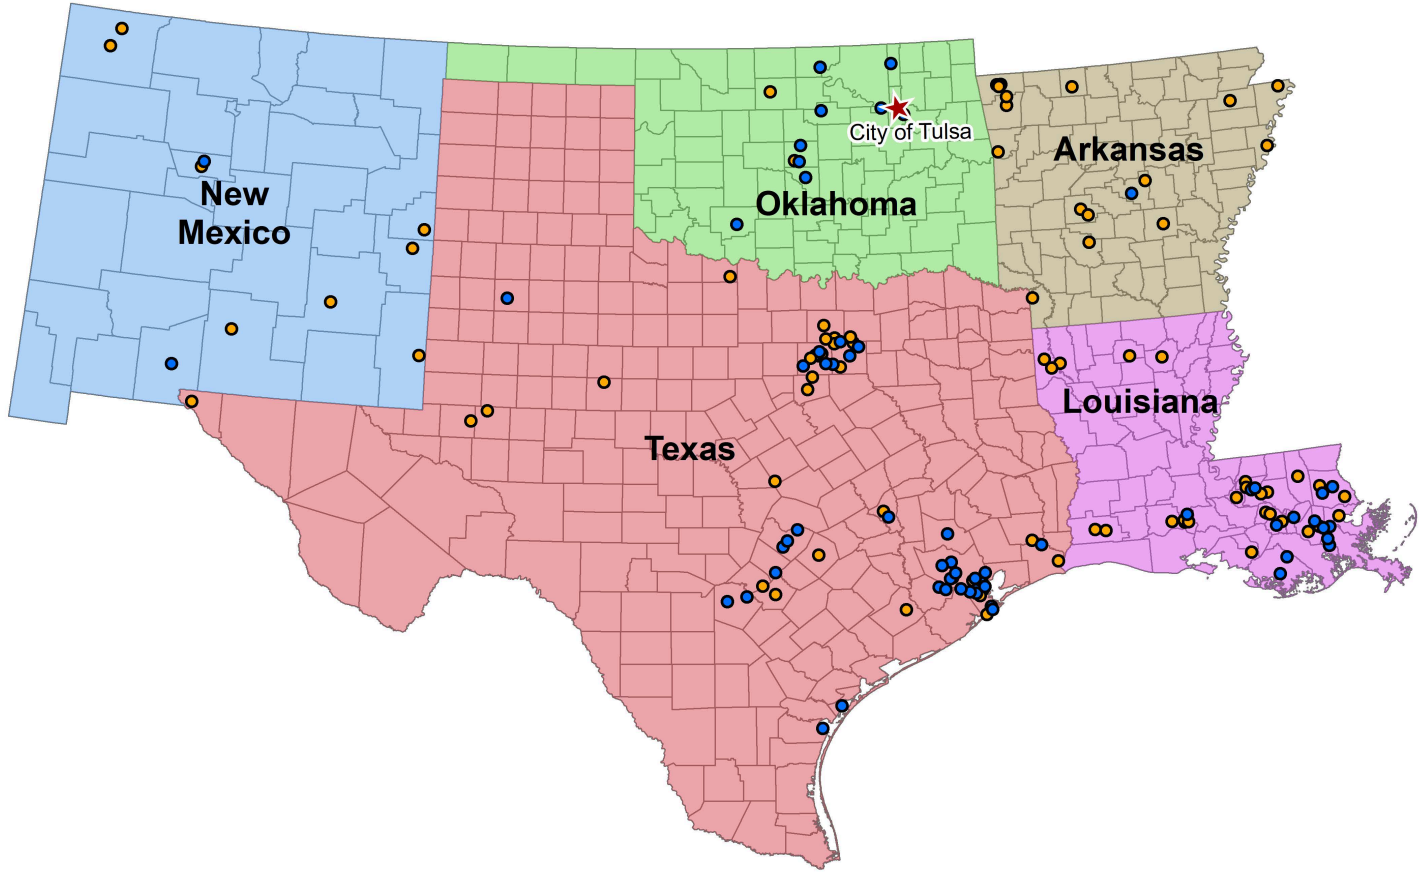 City of Tulsa
Arkansas
New
Mexico
Oklahoma
Louisiana
Texas